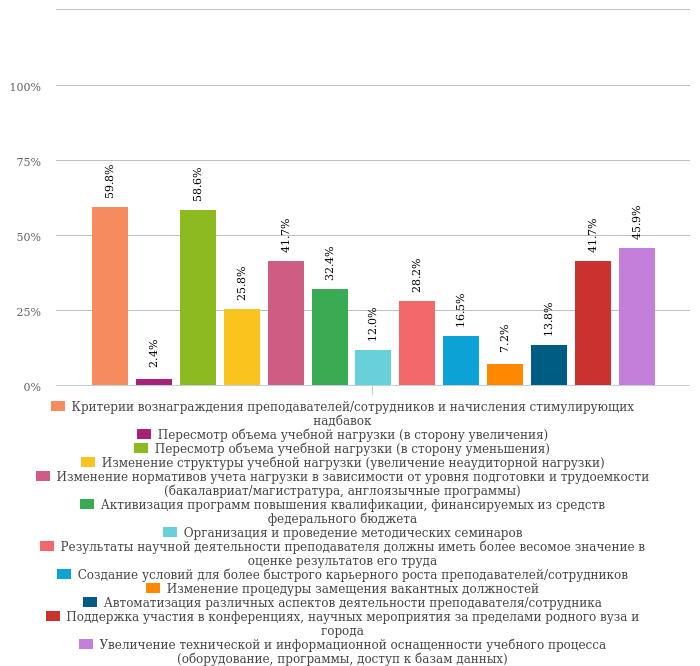 100%
75%
50%
25%
0%
59.8%
2.4%
58.6%
25.8%
41.7%
32.4%
12.0%
28.2%
16.5%
7.2%
13.8%
41.7%
45.9%
Критерии вознаграждения преподавателей/сотрудников и начисления стимулирующих
надбавок
Пересмотр объема учебной нагрузки (в сторону увеличения)
Пересмотр объема учебной нагрузки (в сторону уменьшения)
Изменение структуры учебной нагрузки (увеличение неаудиторной нагрузки)
Изменение нормативов учета нагрузки в зависимости от уровня подготовки и трудоемкости
(бакалавриат/магистратура, англоязычные программы)
Активизация программ повышения квалификации, финансируемых из средств
федерального бюджета
Организация и проведение методических семинаров
Результаты научной деятельности преподавателя должны иметь более весомое значение в
оценке результатов его труда
Создание условий для более быстрого карьерного роста преподавателей/сотрудников
Изменение процедуры замещения вакантных должностей
Автоматизация различных аспектов деятельности преподавателя/сотрудника
Поддержка участия в конференциях, научных мероприятия за пределами родного вуза и
города
Увеличение технической и информационной оснащенности учебного процесса
(оборудование, программы, доступ к базам данных)